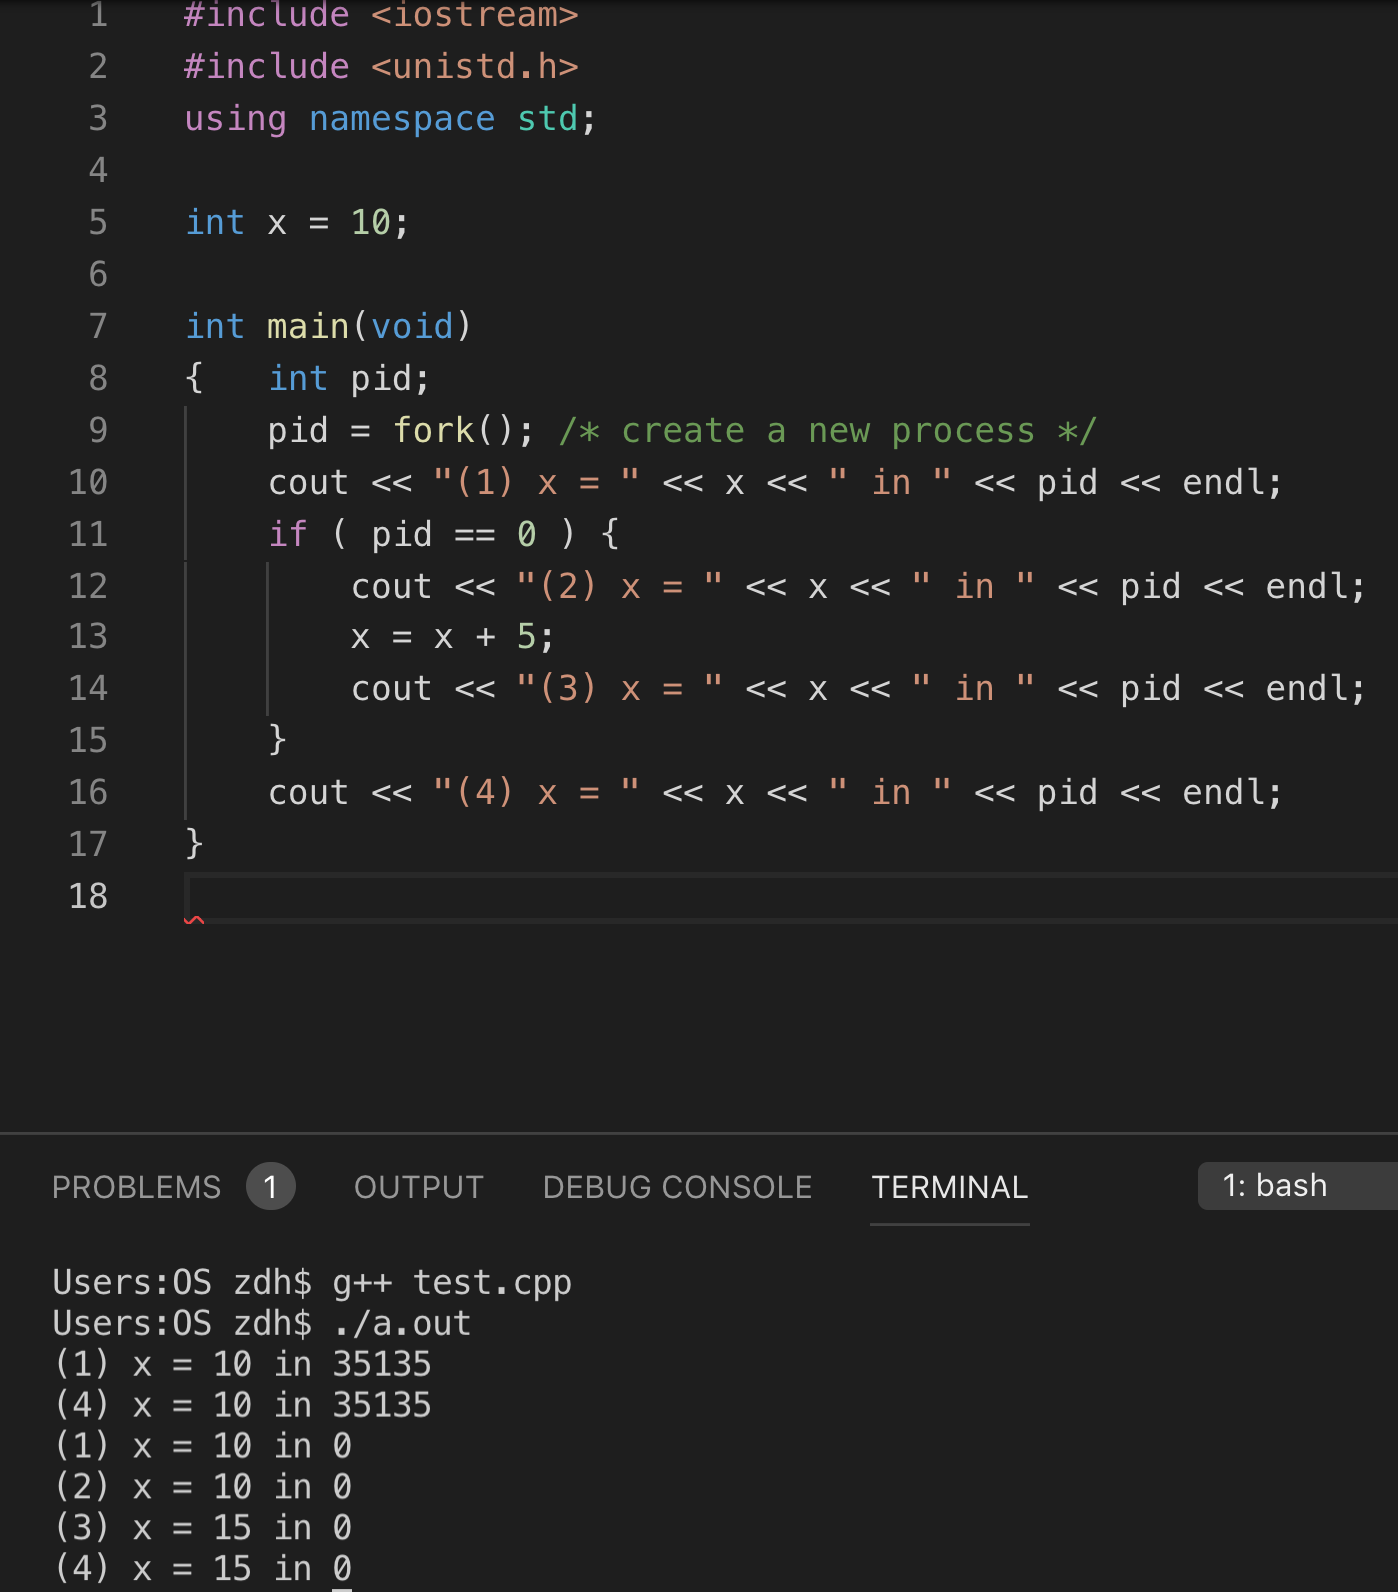 1 #include <iostream>
2 #include <unistd.h>
3 using namespace std;
4
5 int x = 10;
6
7 int main(void)
8 {   int pid;
9     pid = fork(); /* create a new process */
10     cout << "(1) x = " << x << " in " << pid << endl;
11     if ( pid == 0 ) {
12         cout << "(2) x = " << x << " in " << pid << endl;
13         x = x + 5;
14         cout << "(3) x = " << x << " in " << pid << endl;
15     }
16     cout << "(4) x = " << x << " in " << pid << endl;
17 }
18
PROBLEMS 1 OUTPUT DEBUG CONSOLE TERMINAL 1: bash
Users:OS zdh$ g++ test.cpp
Users:OS zdh$ ./a.out
(1) x = 10 in 35135
(4) x = 10 in 35135
(1) x = 10 in 0
(2) x = 10 in 0
(3) x = 15 in 0
(4) x = 15 in 0